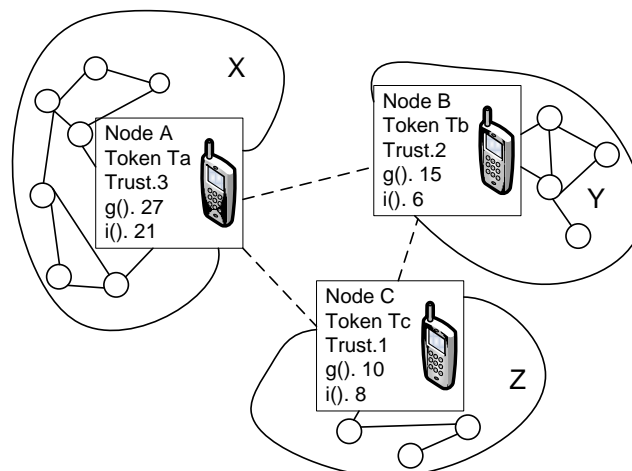 X
Node A
Token Ta
Trust.3
g(). 27
i(). 21
Node B
Token Tb
Trust.2
g(). 15
i(). 6
Y
Node C
Token Tc
Trust.1
g(). 10
i(). 8
Z